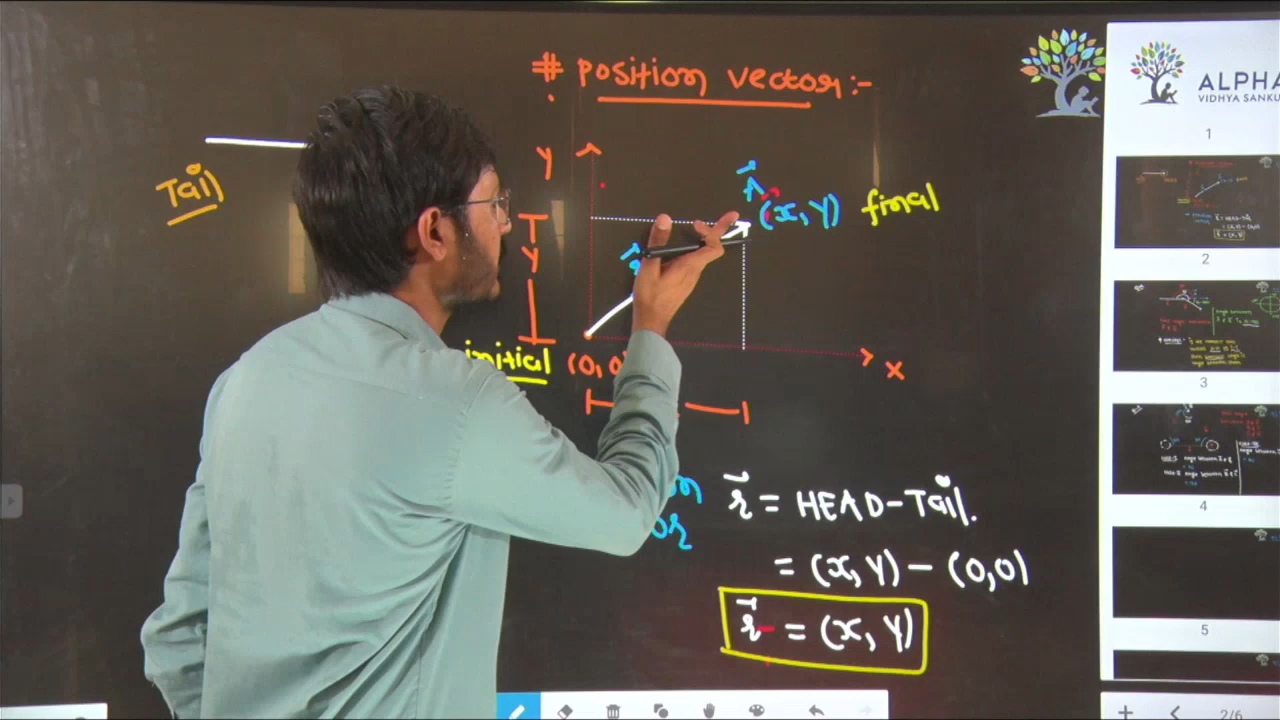 # Position vector:-
ALPHA
VIDHYA SANKU
1
Tail
Y
A
(x, y) final
Y
r
initial (0,0
x
2
3
4
5
r = HEAD-Tail.
= (x, y) - (0,0)
r = (x, y)
2/6